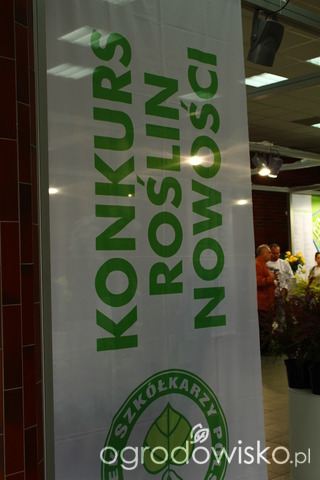 KONKURS
ROŚLIN
NOWOŚCI
SZKÓŁKARZY
ogrodowisko.pl